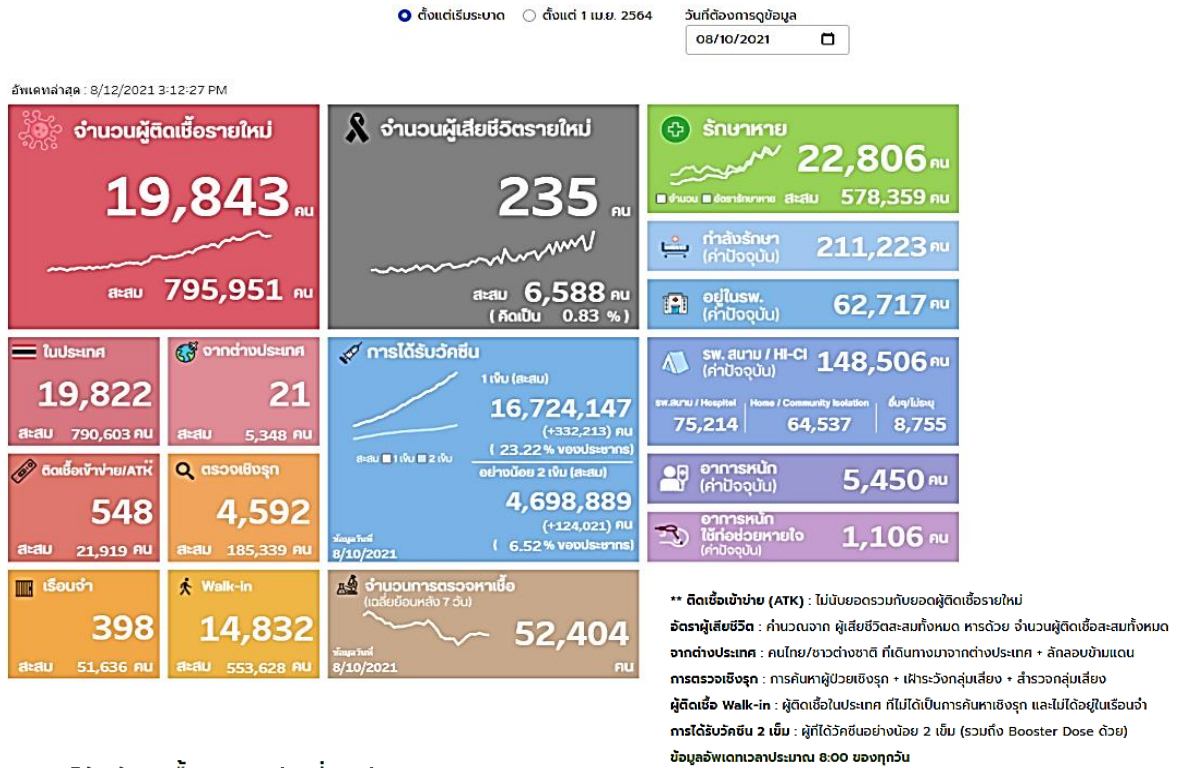 ตั้งแต่เริ่มระบาด ตั้งแต่ 1 เม.ย. 2564 วันที่ต้องการดูข้อมูล
08/10/2021
อัพเดทล่าสุด : 8/12/2021 3:12:27 PM
จำนวนผู้ติดเชื้อรายใหม่
19,843 คน
สะสม 795,951 คน
จำนวนผู้เสียชีวิตรายใหม่
235 คน
สะสม 6,588 คน
(คิดเป็น 0.83 %)
รักษาหาย
22,806 คน
จำนวน อัตรารักษาหาย สะสม 578,359 คน
กำลังรักษา
(ค่าปัจจุบัน)
211,223 คน
อยู่ในรพ.
(ค่าปัจจุบัน)
62,717 คน
ในประเทศ
19,822
สะสม 790,603 คน
จากต่างประเทศ
21
สะสม 5,348 คน
การได้รับวัคซีน
1 เข็ม (สะสม)
16,724,147
(+332,213) คน
( 23.22% ของประชากร)
สะสม 1 เข็ม 2 เข็ม
อย่างน้อย 2 เข็ม (สะสม)
4,698,889
(+124,021) คน
( 6.52% ของประชากร)
ข้อมูลวันที่
8/10/2021
รพ. สนาม / HI-CI
(ค่าปัจจุบัน)
148,506 คน
รพ.สนาม / Hospitel Home / Community Isolation อื่นๆ/ไม่ระบุ
75,214 64,537 8,755
ติดเชื้อเข้าข่าย/ATK**
548
สะสม 21,919 คน
ตรวจเชิงรุก
4,592
สะสม 185,339 คน
อาการหนัก
(ค่าปัจจุบัน)
5,450 คน
อาการหนัก
ใช้ท่อช่วยหายใจ
(ค่าปัจจุบัน)
1,106 คน
เรือนจำ
398
สะสม 51,636 คน
Walk-in
14,832
สะสม 553,628 คน
จำนวนการตรวจหาเชื้อ
(เฉลี่ยย้อนหลัง 7 วัน)
52,404
คน
ข้อมูลวันที่
8/10/2021
** ติดเชื้อเข้าข่าย (ATK) : ไม่นับยอดรวมกับยอดผู้ติดเชื้อรายใหม่
อัตราผู้เสียชีวิต : คำนวณจาก ผู้เสียชีวิตสะสมทั้งหมด หารด้วย จำนวนผู้ติดเชื้อสะสมทั้งหมด
จากต่างประเทศ : คนไทย/ชาวต่างชาติ ที่เดินทางมาจากต่างประเทศ + ลักลอบข้ามแดน
การตรวจเชิงรุก : การค้นหาผู้ป่วยเชิงรุก + เฝ้าระวังกลุ่มเสี่ยง + สำรวจกลุ่มเสี่ยง
ผู้ติดเชื้อ Walk-in : ผู้ติดเชื้อในประเทศ ที่ไม่ได้เป็นการค้นหาเชิงรุก และไม่ได้อยู่ในเรือนจำ
การได้รับวัคซีน 2 เข็ม : ผู้ที่ได้วัคซีนอย่างน้อย 2 เข็ม (รวมถึง Booster Dose ด้วย)
ข้อมูลอัพเดทเวลาประมาณ 8:00 ของทุกวัน